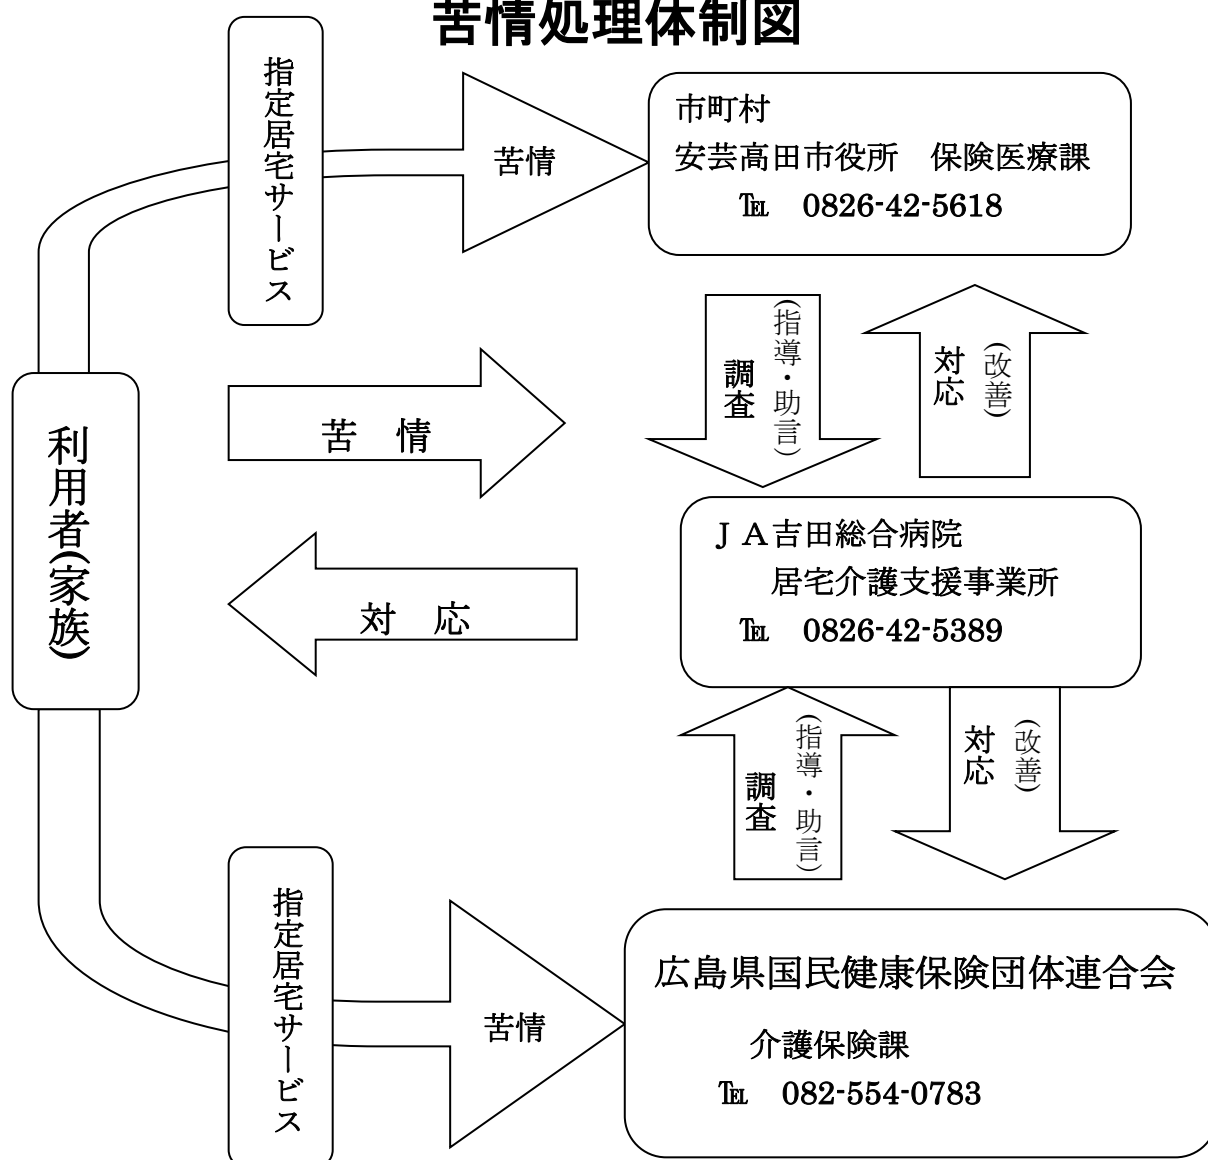 苦情処理体制図
指定居宅サービス
苦情
市町村
安芸高田市役所　保険医療課
℡　0826-42-5618
調査
(指導・助言)
対応
(改善)
利用者(家族)
苦　情
対　応
ＪＡ吉田総合病院
居宅介護支援事業所
℡　0826-42-5389
調査
(指導・助言)
対応
(改善)
指定居宅サービス
苦情
広島県国民健康保険団体連合会
介護保険課
℡　082-554-0783